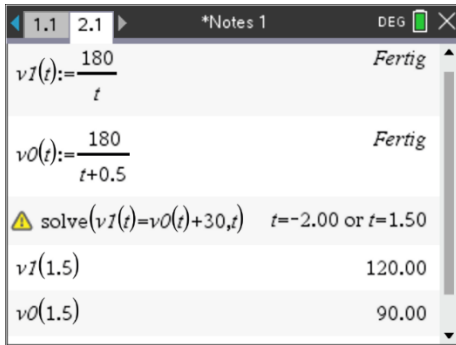 1.1 2.1 *Notes 1 DEG
v1(t):=180/t Fertig
v0(t):=180/(t+0.5) Fertig
solve(v1(t)=v0(t)+30,t) t=-2.00 or t=1.50
v1(1.5) 120.00
v0(1.5) 90.00